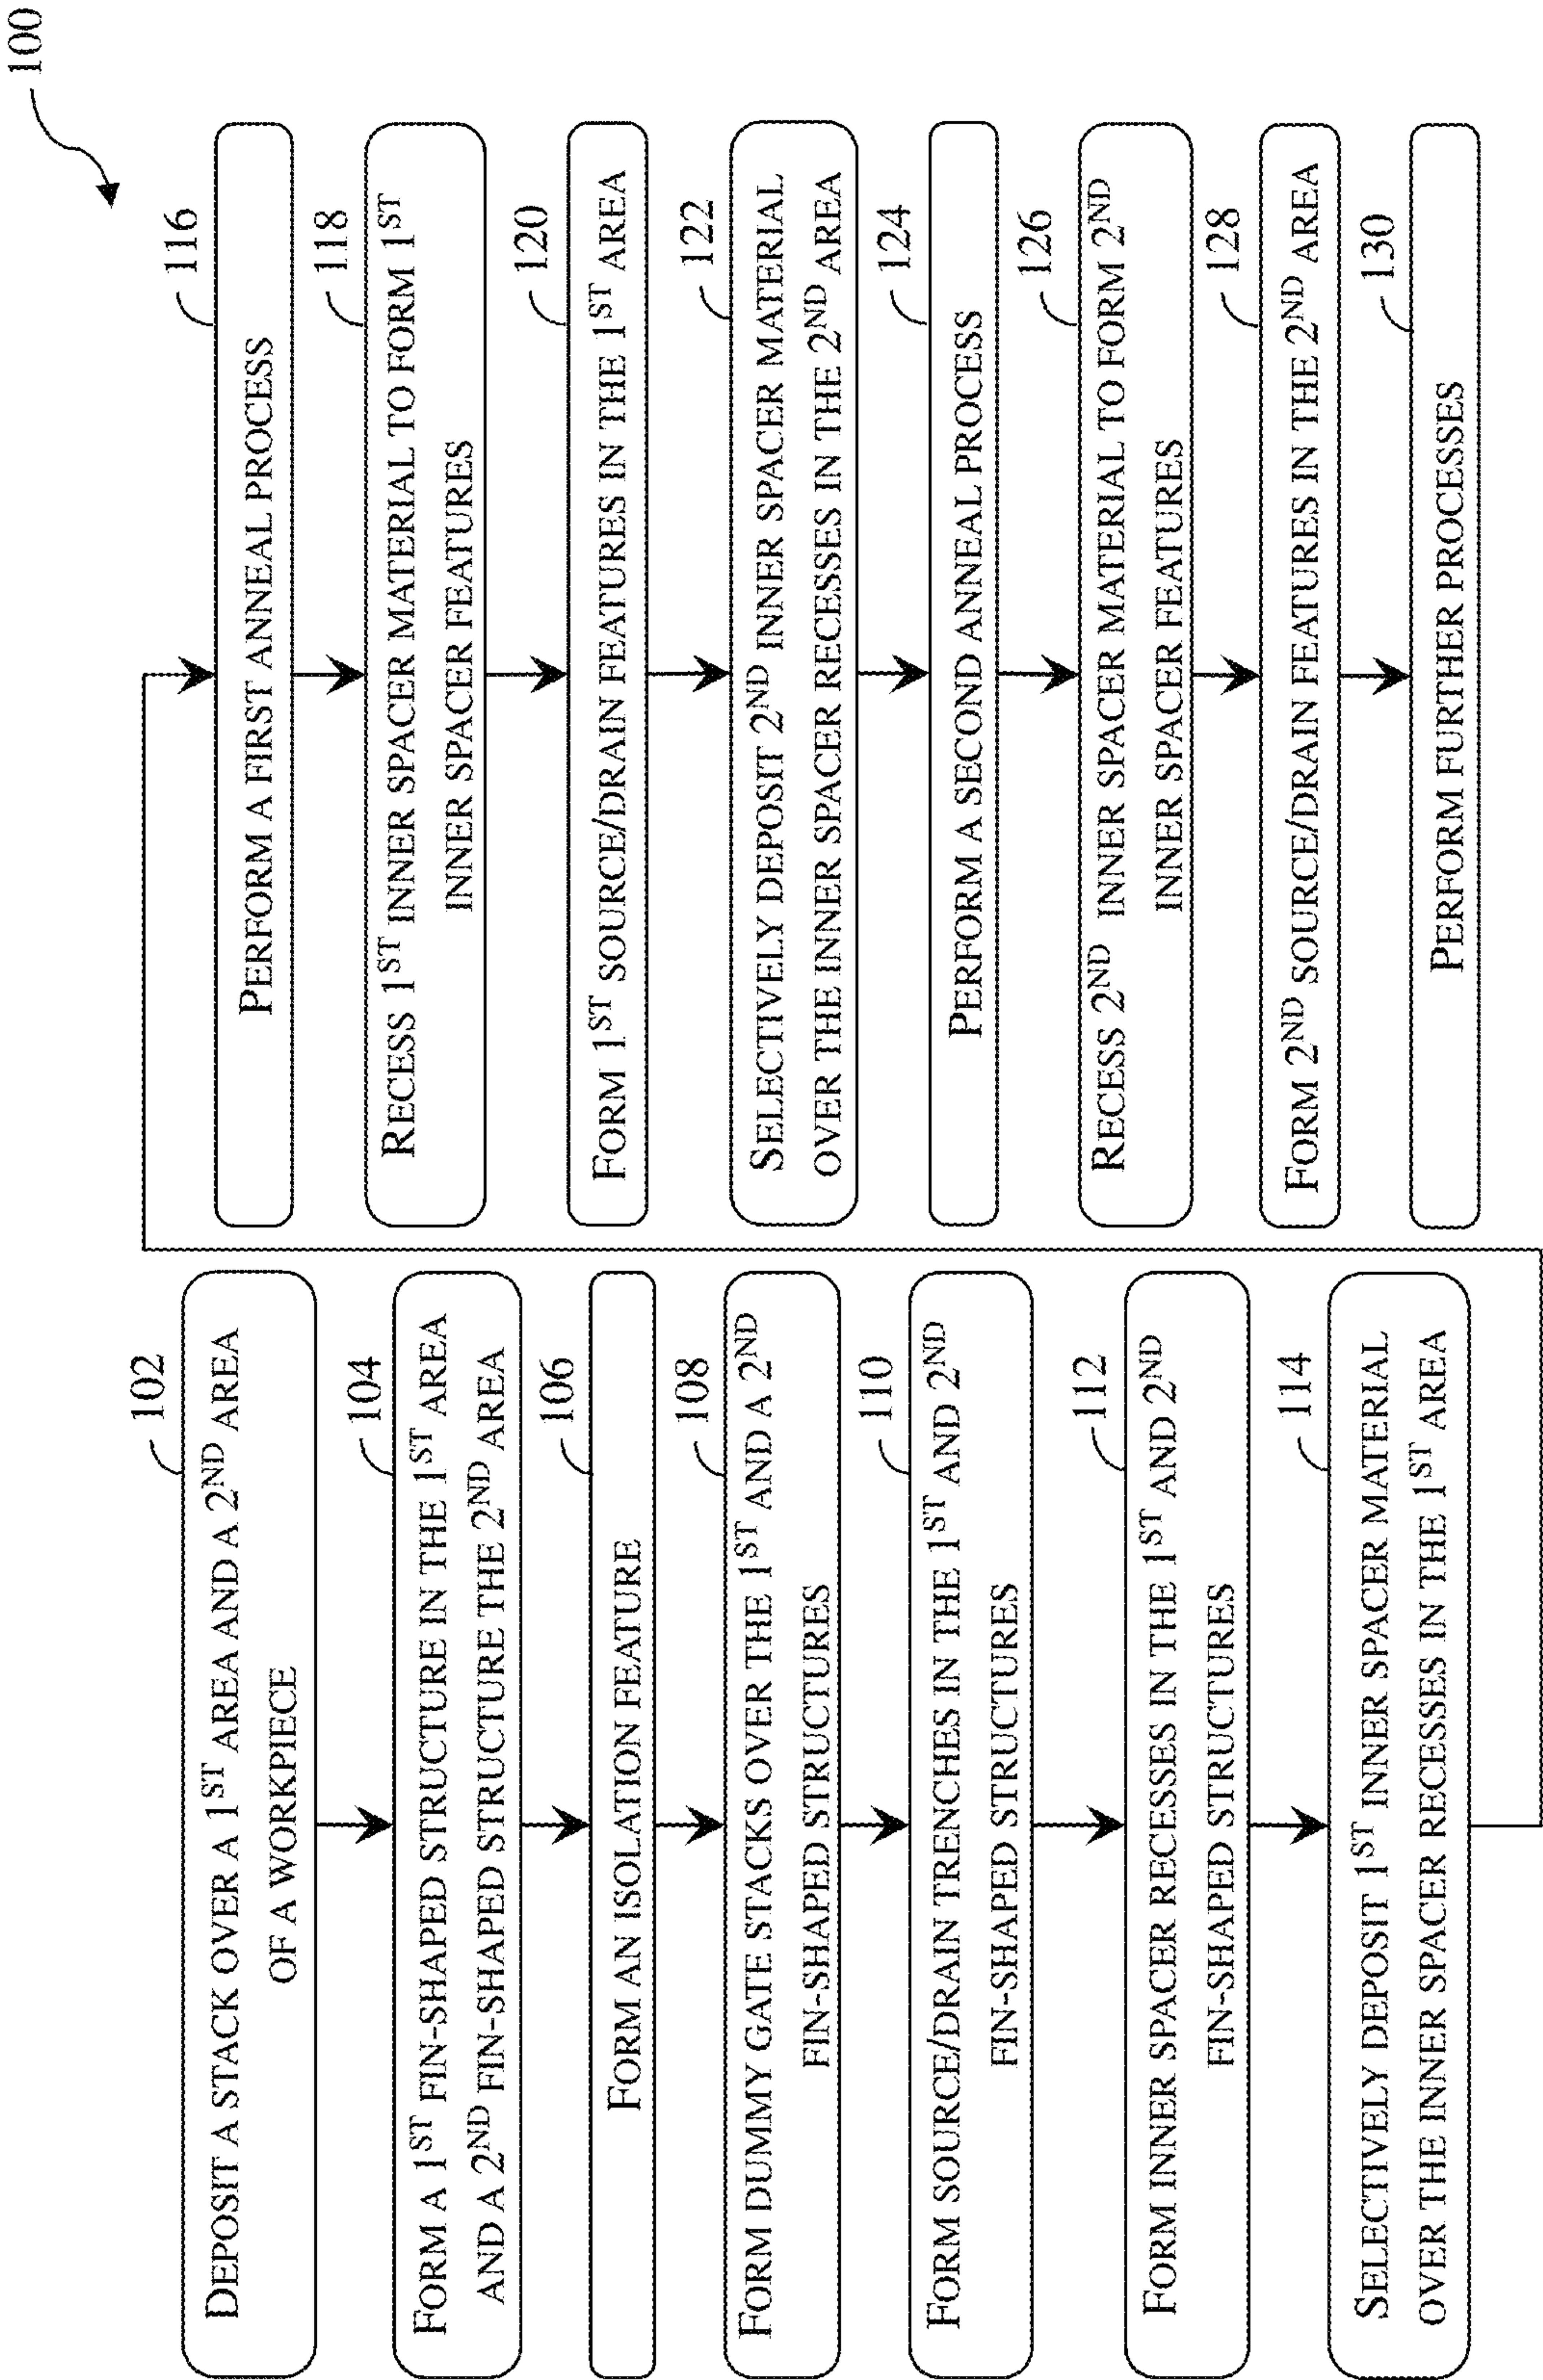 100
102
DEPOSIT A STACK OVER A 1ST AREA AND A 2ND AREA
OF A WORKPIECE
104
FORM A 1ST FIN-SHAPED STRUCTURE IN THE 1ST AREA
AND A 2ND FIN-SHAPED STRUCTURE THE 2ND AREA
106
FORM AN ISOLATION FEATURE
108
FORM DUMMY GATE STACKS OVER THE 1ST AND A 2ND
FIN-SHAPED STRUCTURES
110
FORM SOURCE/DRAIN TRENCHES IN THE 1ST AND 2ND
FIN-SHAPED STRUCTURES
112
FORM INNER SPACER RECESSES IN THE 1ST AND 2ND
FIN-SHAPED STRUCTURES
114
SELECTIVELY DEPOSIT 1ST INNER SPACER MATERIAL
OVER THE INNER SPACER RECESSES IN THE 1ST AREA
116
PERFORM A FIRST ANNEAL PROCESS
118
RECESS 1ST INNER SPACER MATERIAL TO FORM 1ST
INNER SPACER FEATURES
120
FORM 1ST SOURCE/DRAIN FEATURES IN THE 1ST AREA
122
SELECTIVELY DEPOSIT 2ND INNER SPACER MATERIAL
OVER THE INNER SPACER RECESSES IN THE 2ND AREA
124
PERFORM A SECOND ANNEAL PROCESS
126
RECESS 2ND INNER SPACER MATERIAL TO FORM 2ND
INNER SPACER FEATURES
128
FORM 2ND SOURCE/DRAIN FEATURES IN THE 2ND AREA
130
PERFORM FURTHER PROCESSES